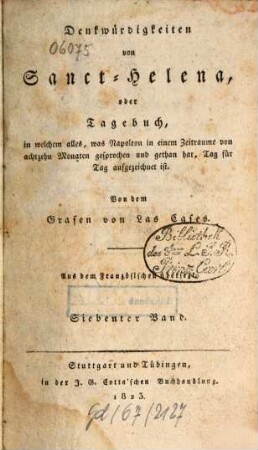 Denkwürdigkeiten
06075
von
Sanct-Helena,
oder
Tagebuch,
in welchem alles, was Napoleon in einem Zeitraume von
achtzehn Monaten gesprochen und gethan hat, Tag für
Tag aufgezeichnet ist.
Von dem
Grafen von Las Cases.
Bibliothek
Aus dem Französischen
Siebenter Band.
Stuttgart und Tübingen,
in der J. G. Cotta'schen Buchhandlung.
1823.